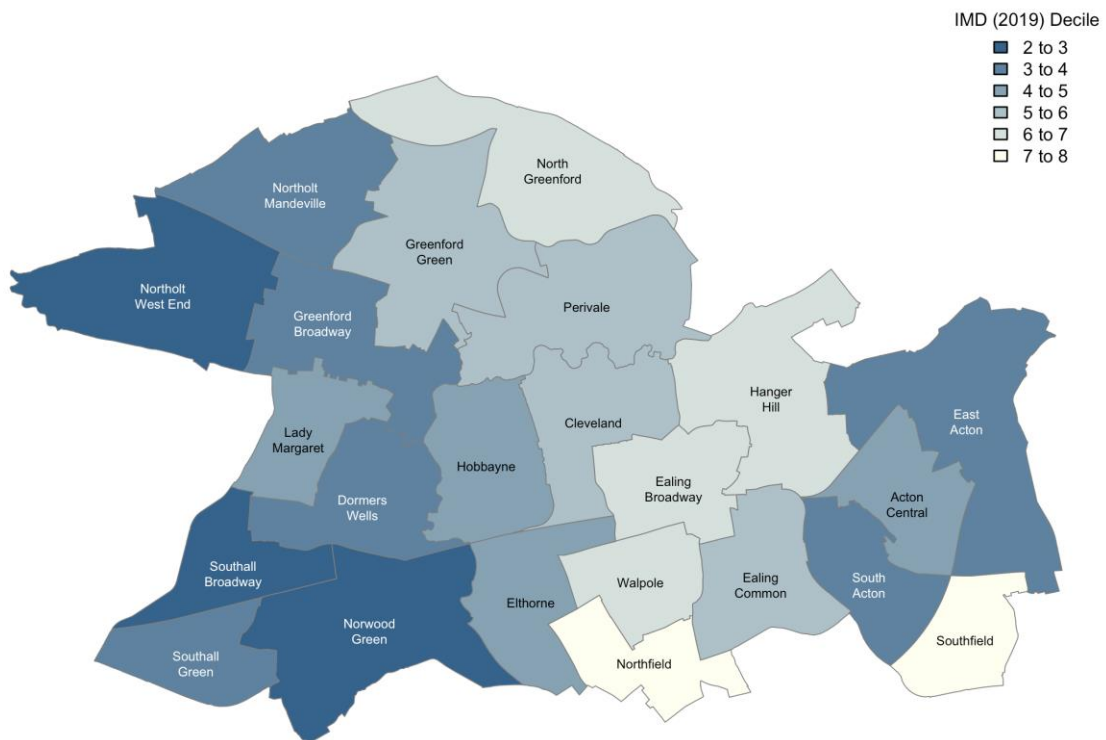 IMD (2019) Decile
2 to 3
3 to 4
4 to 5
5 to 6
6 to 7
7 to 8
North
Greenford
Northolt
Mandeville
Greenford
Green
Northolt
West End
Greenford
Broadway
Perivale
Hanger
Hill
East
Acton
Lady
Margaret
Cleveland
Hobbayne
Ealing
Broadway
Acton
Central
Dormers
Wells
Southall
Broadway
Walpole
Ealing
Common
South
Acton
Elthorne
Norwood
Green
Southfield
Southall
Green
Northfield